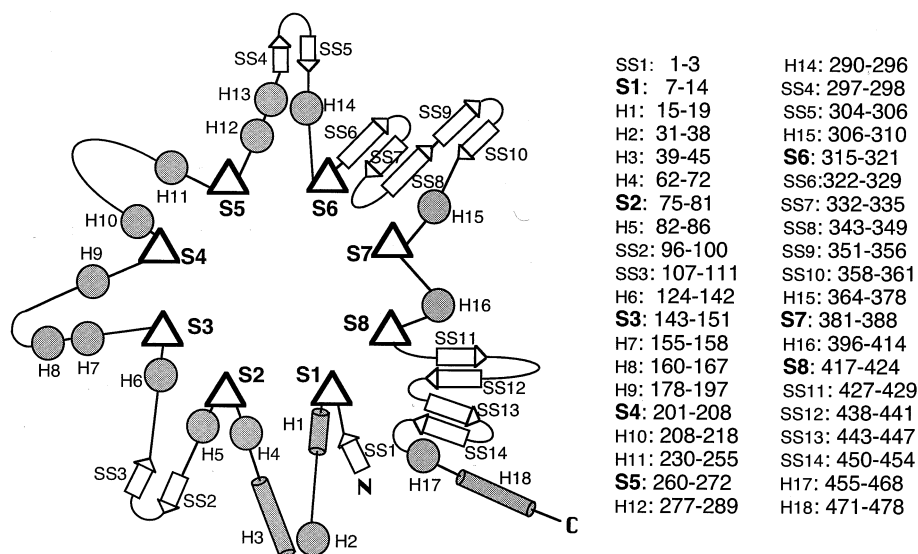 SS4
SS5
H13
H14
H12
SS6
SS9
SS7
SS10
SS8
H11
S5
S6
H15
H10
S7
S4
H9
H16
S8
S3
SS11
H8
H7
H6
S2
S1
SS12
H1
SS13
SS3
H5
H4
SS1
SS14
SS2
N
H17
H18
H3
H2
C
SS1: 1-3
S1: 7-14
H1: 15-19
H2: 31-38
H3: 39-45
H4: 62-72
S2: 75-81
H5: 82-86
SS2: 96-100
SS3: 107-111
H6: 124-142
S3: 143-151
H7: 155-158
H8: 160-167
H9: 178-197
S4: 201-208
H10: 208-218
H11: 230-255
S5: 260-272
H12: 277-289
H14: 290-296
SS4: 297-298
SS5: 304-306
H15: 306-310
S6: 315-321
SS6:322-329
SS7: 332-335
SS8: 343-349
SS9: 351-356
SS10: 358-361
H15: 364-378
S7: 381-388
H16: 396-414
S8: 417-424
SS11: 427-429
SS12: 438-441
SS13: 443-447
SS14: 450-454
H17: 455-468
H18: 471-478